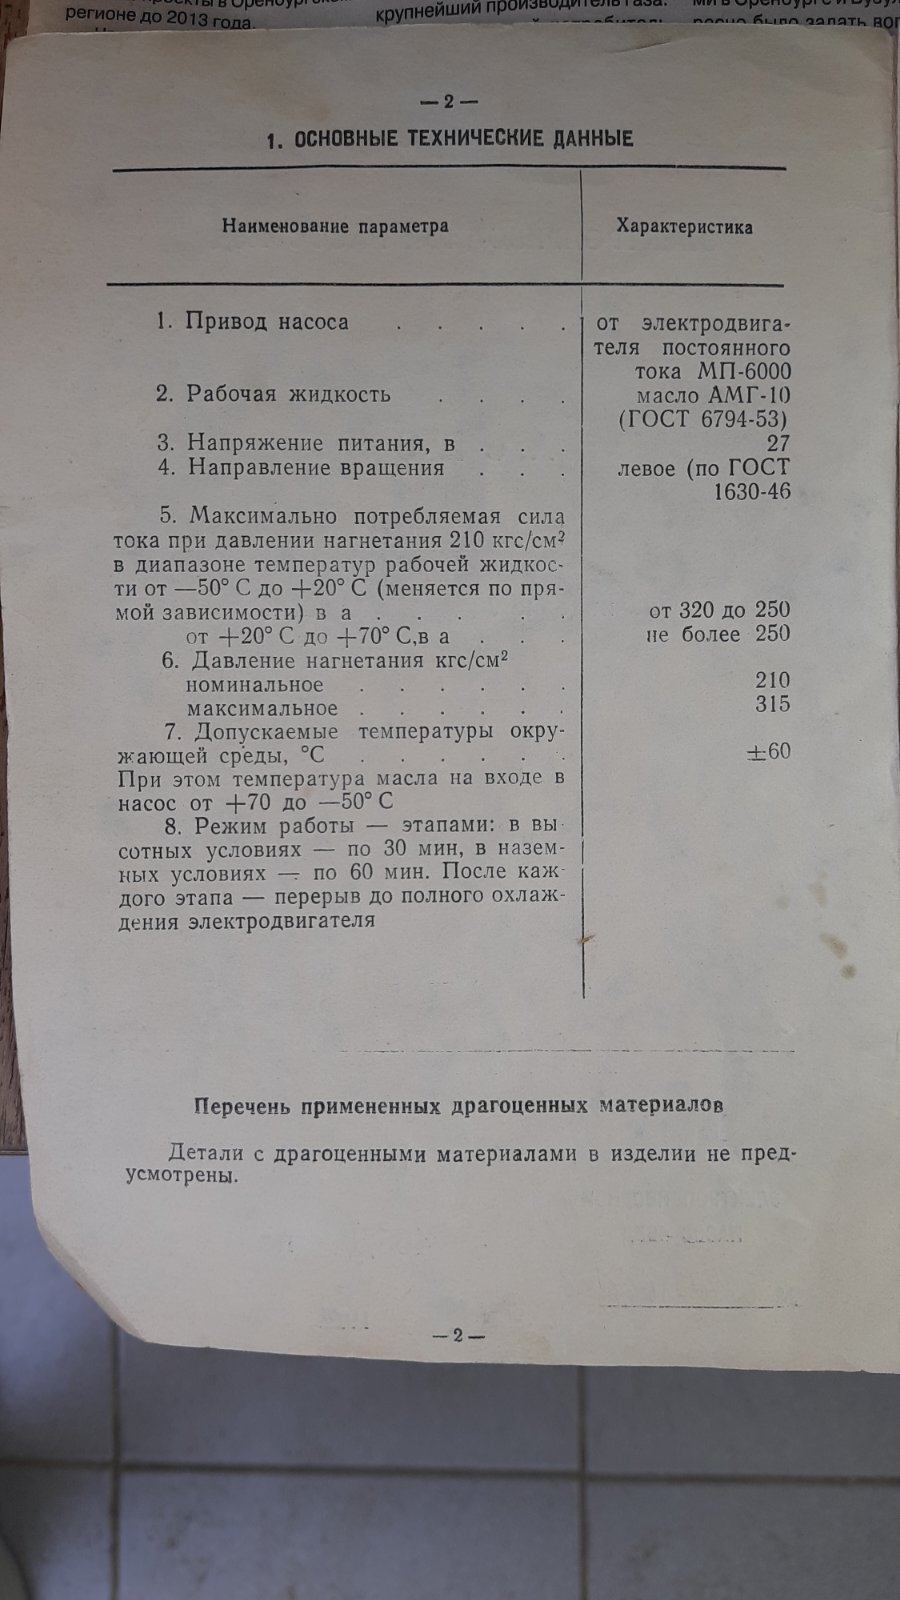 регионе до 2013 года.
крупнейший производитель газа.
— 2 —
1. ОСНОВНЫЕ ТЕХНИЧЕСКИЕ ДАННЫЕ
Наименование параметра Характеристика
1. Привод насоса . . . . . от электродвига-
теля постоянного
тока МП-6000
2. Рабочая жидкость . . . . масло АМГ-10
(ГОСТ 6794-53)
3. Напряжение питания, в . . . 27
4. Направление вращения . . . левое (по ГОСТ
1630-46
5. Максимально потребляемая сила
тока при давлении нагнетания 210 кгс/см²
в диапазоне температур рабочей жидкос-
ти от —50° С до +20° С (меняется по пря-
мой зависимости) в а . . . . . от 320 до 250
от +20° С до +70° С,в а . . . не более 250
6. Давление нагнетания кгс/см²
номинальное . . . . . . 210
максимальное . . . . . . 315
7. Допускаемые температуры окру-
жающей среды, °С . . . . . . ±60
При этом температура масла на входе в
насос от +70 до —50° С
8. Режим работы — этапами: в вы
сотных условиях — по 30 мин, в назем-
ных условиях — по 60 мин. После каж-
дого этапа — перерыв до полного охлаж-
дения электродвигателя
Перечень примененных драгоценных материалов
Детали с драгоценными материалами в изделии не пред-
усмотрены.
— 2 —